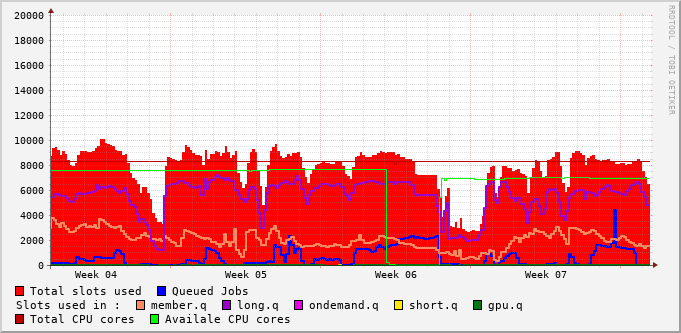 20000
18000
16000
14000
12000
10000
8000
6000
4000
2000
0
Week 04 Week 05 Week 06 Week 07
Total slots used Queued Jobs
Slots used in : member.q long.q ondemand.q short.q gpu.q
Total CPU cores Availale CPU cores
RRDTOOL / TOBI OETIKER